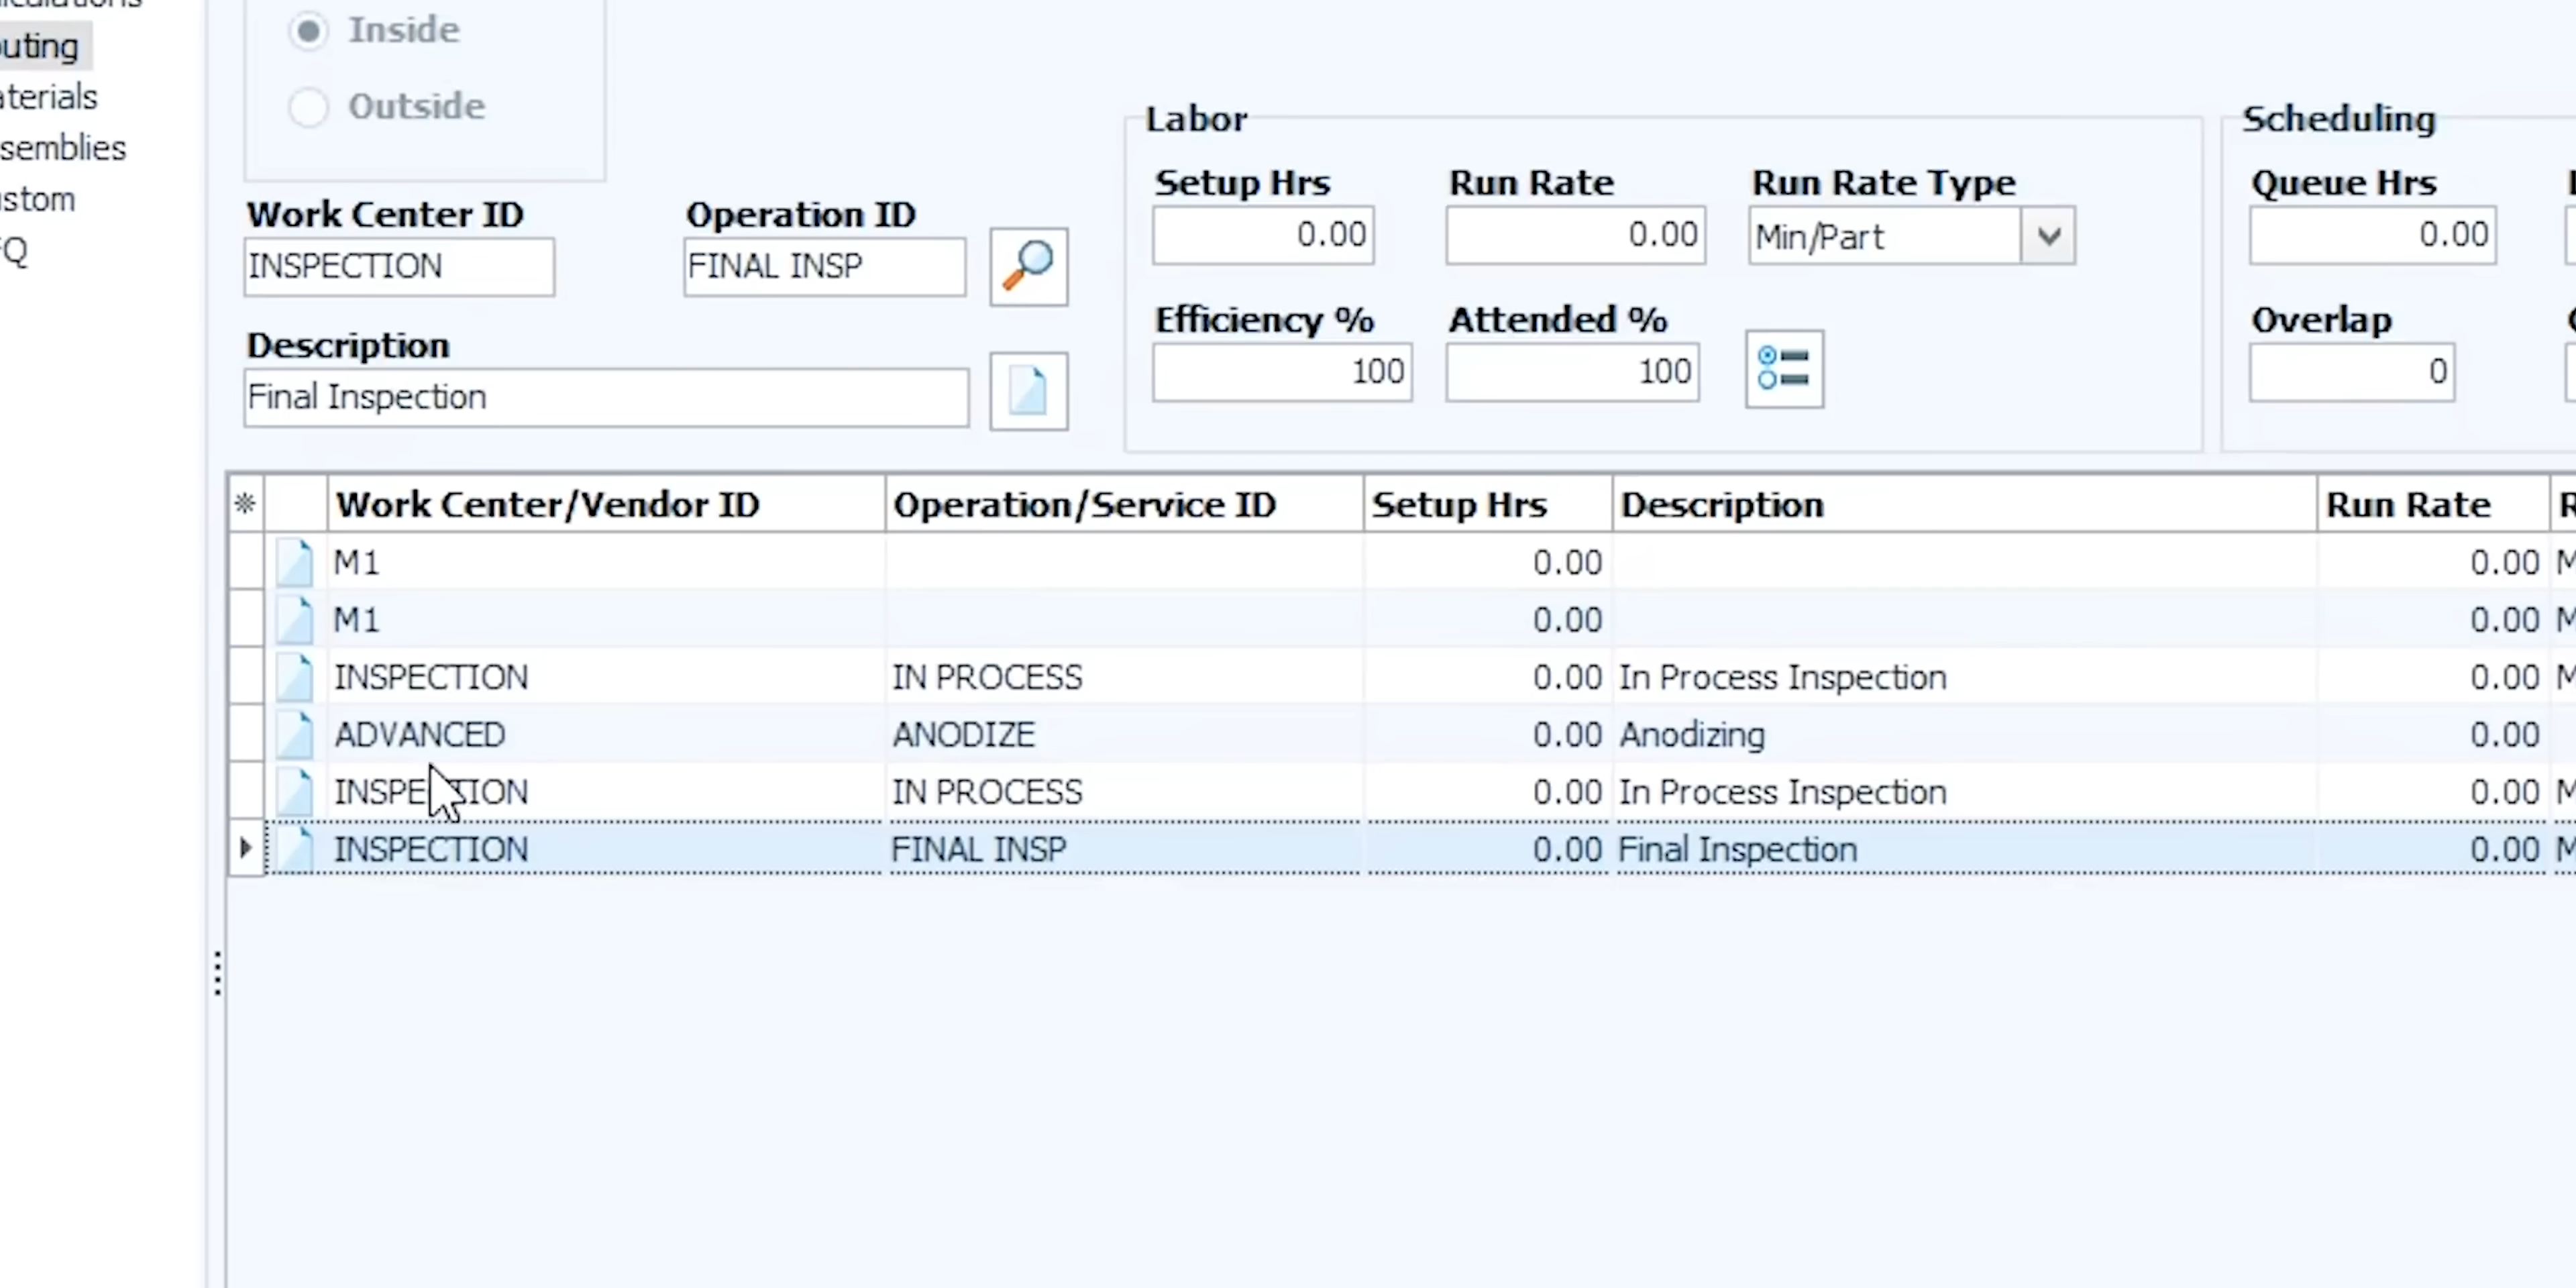 Inside
Outside
Work Center ID
Operation ID
INSPECTION
FINAL INSP
Description
Final Inspection
Labor
Setup Hrs
Run Rate
Run Rate Type
0.00
0.00
Min/Part
Efficiency %
Attended %
100
100
Scheduling
Queue Hrs
0.00
Overlap
0
Work Center/Vendor ID Operation/Service ID Setup Hrs Description Run Rate
M1 0.00 0.00
M1 0.00 0.00
INSPECTION IN PROCESS 0.00 In Process Inspection 0.00
ADVANCED ANODIZE 0.00 Anodizing 0.00
INSPECTION IN PROCESS 0.00 In Process Inspection 0.00
INSPECTION FINAL INSP 0.00 Final Inspection 0.00